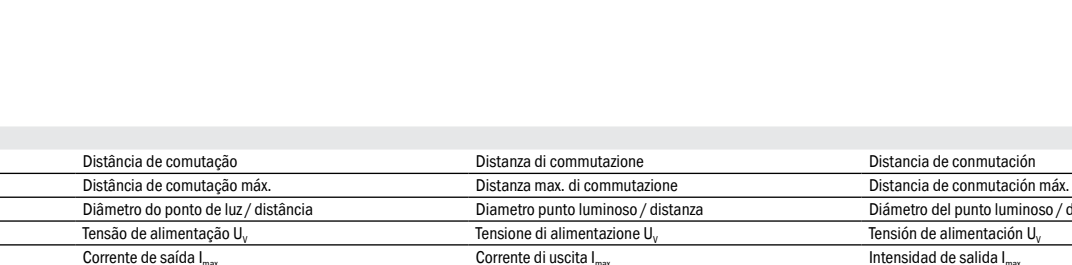 Distância de comutação Distanza di commutazione Distancia de conmutación
Distância de comutação máx. Distanza max. di commutazione Distancia de conmutación máx.
Diâmetro do ponto de luz / distância Diametro punto luminoso / distanza Diámetro del punto luminoso /
Tensão de alimentação Uᵥ Tensione di alimentazione Uᵥ Tensión de alimentación Uᵥ
Corrente de saída Iₘₐₓ Corrente di uscita Iₘₐₓ Intensidad de salida Iₘₐₓ